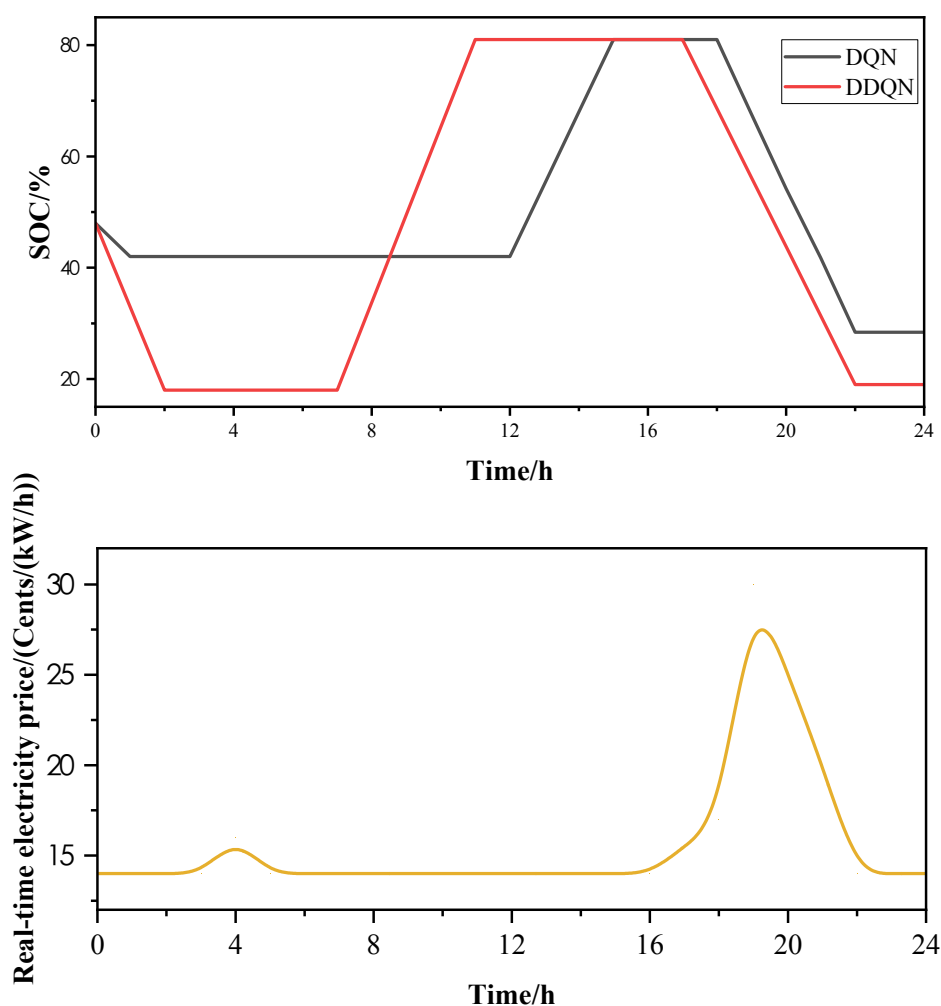 80
60
40
20
SOC/%
DQN
DDQN
0 4 8 12 16 20 24
Time/h
Real-time electricity price/(Cents/(kW/h))
30
25
20
15
0 4 8 12 16 20 24
Time/h